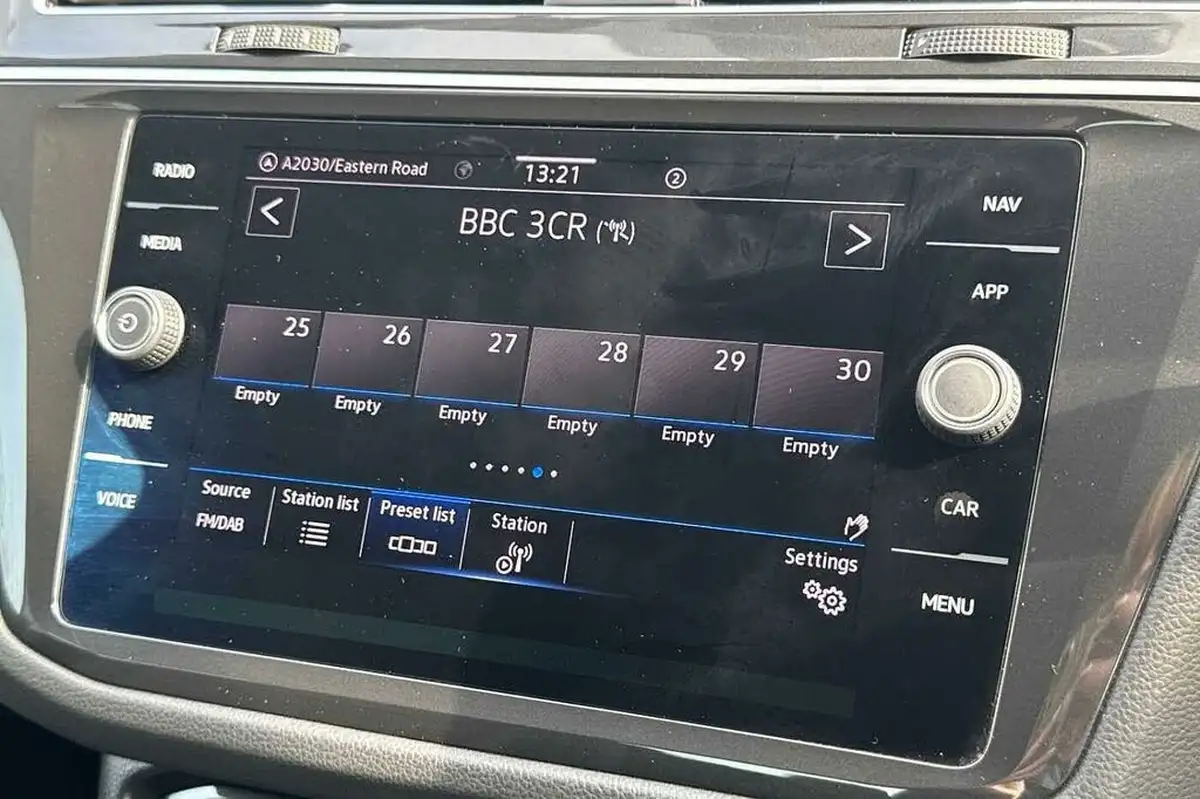 RADIO
MEDIA
PHONE
VOICE
A2030/Eastern Road
13:21
2
<
BBC 3CR
>
25 26 27 28 29 30
Empty Empty Empty Empty Empty Empty
Source Station list Preset list Station
FM/DAB
Settings
NAV
APP
CAR
MENU